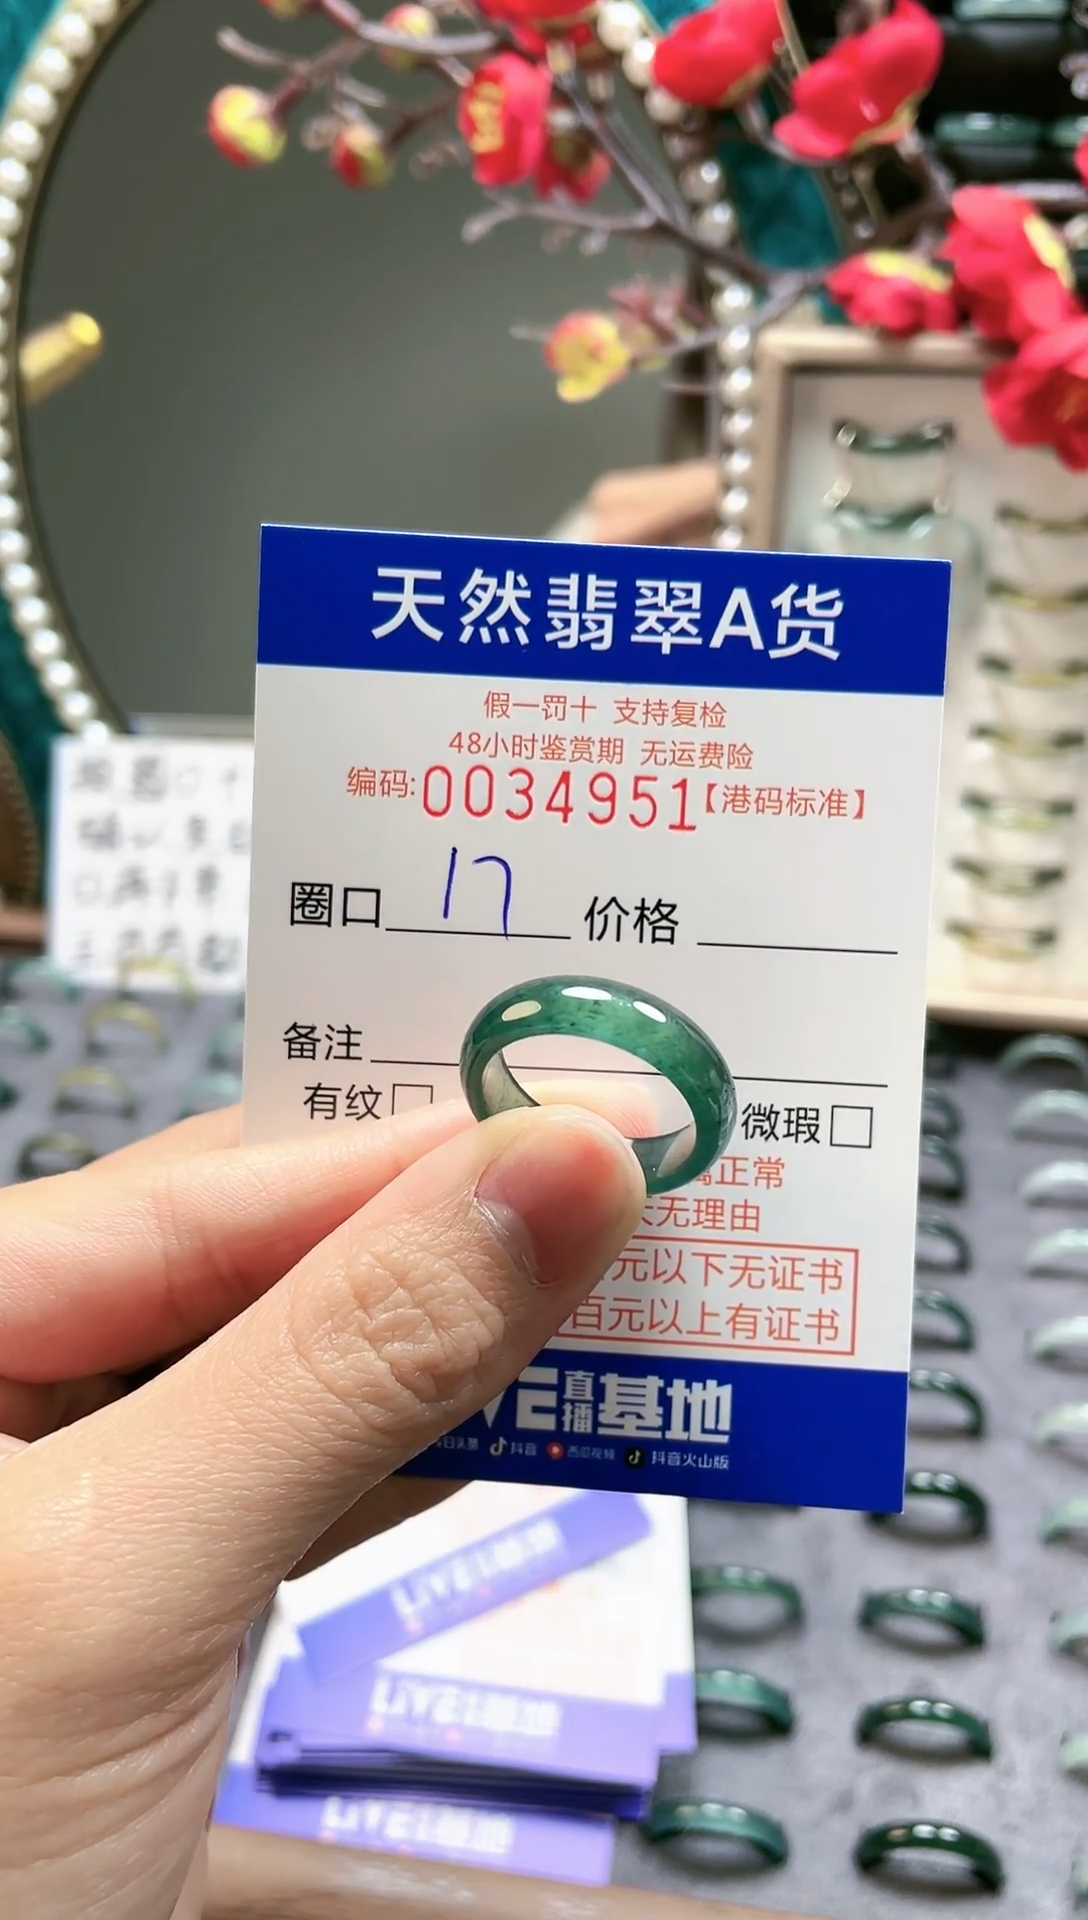 天然翡翠A货
假一罚十 支持复检
48小时鉴赏期 无运费险
编码:0034951【港码标准】
圈口 17 价格
备注
有纹□ 微瑕□
正常
无理由
元以下无证书
百元以上有证书
直播基地
今日头条 抖音 西瓜视频 抖音火山版